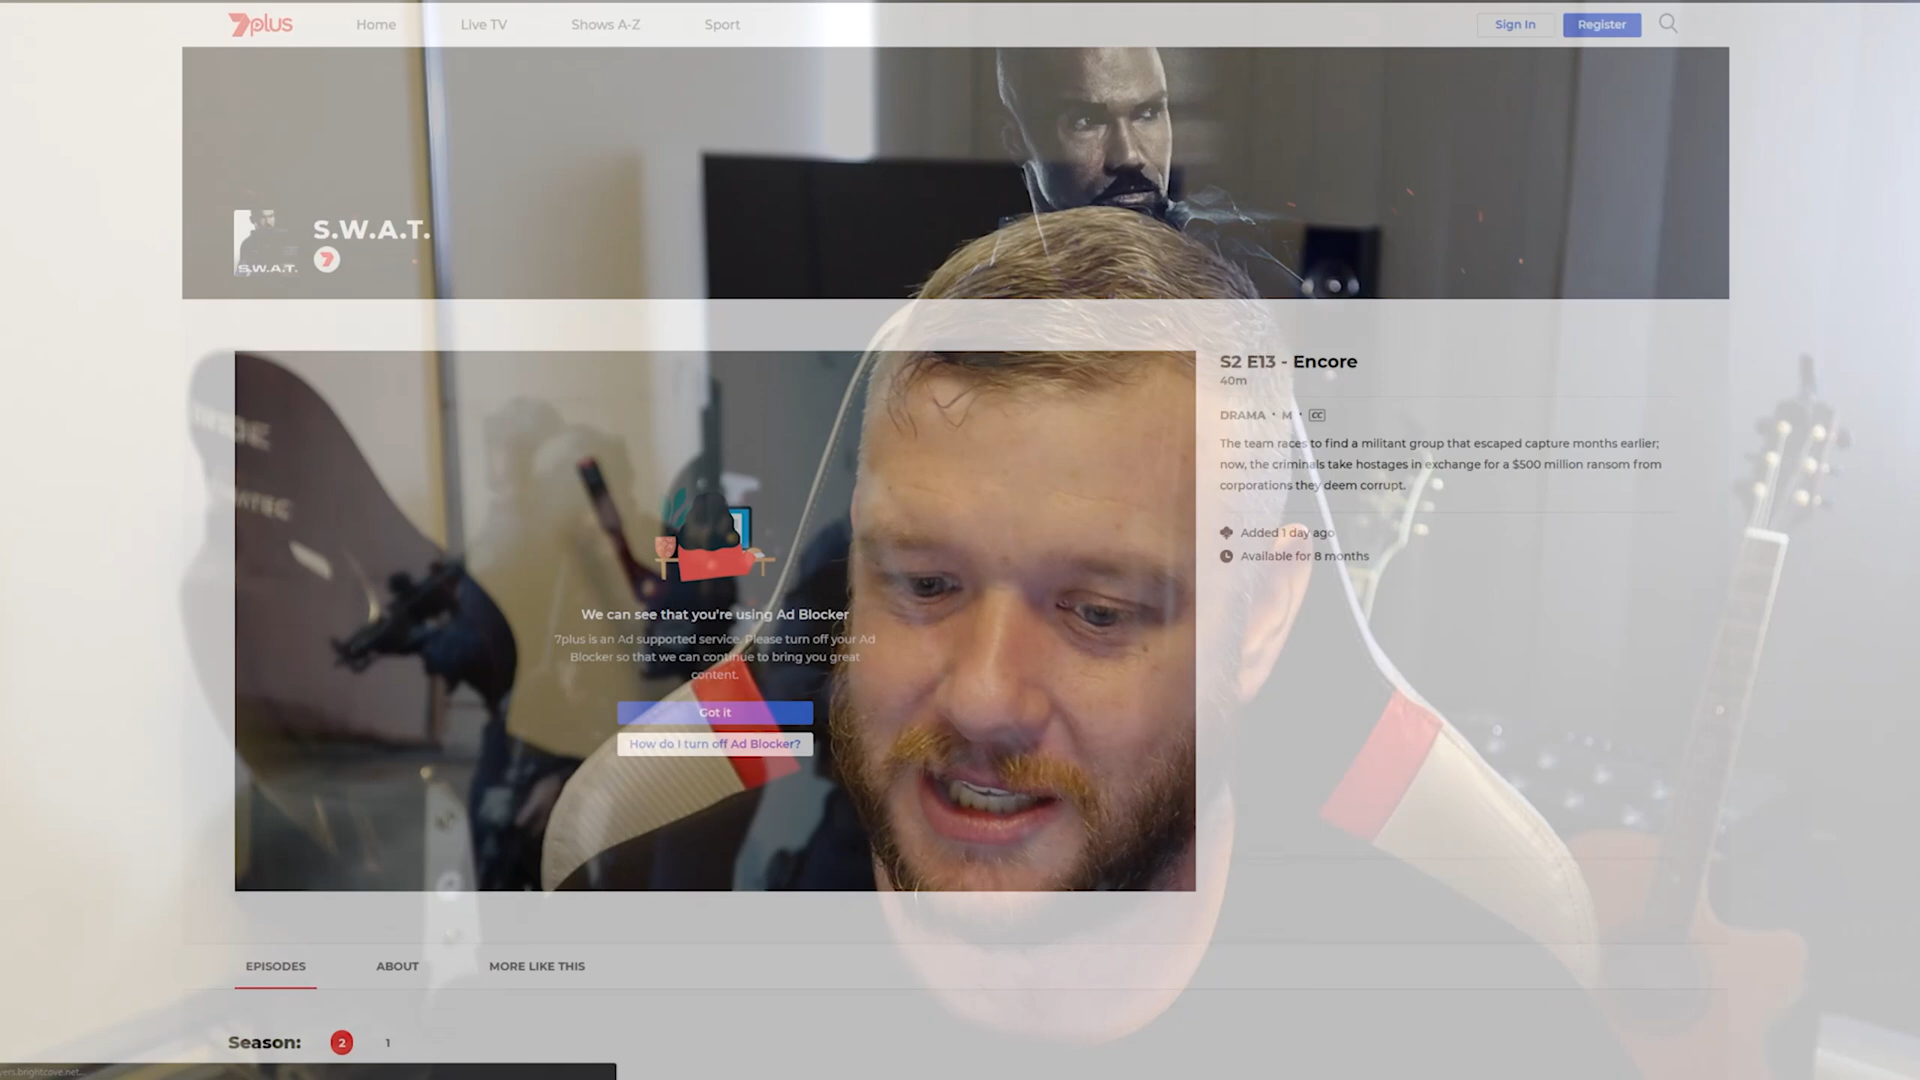 7plus
Home
Live TV
Shows A-Z
Sport
Sign In
Register
S.W.A.T.
S.W.A.T.
7
S2 E13 - Encore
40m
DRAMA • M • CC
The team races to find a militant group that escaped capture months earlier;
now, the criminals take hostages in exchange for a $500 million ransom from
corporations they deem corrupt.
Added 1 day ago
Available for 8 months
We can see that you're using Ad Blocker
7plus is an Ad supported service. Please turn off your Ad
Blocker so that we can continue to bring you great
content.
Got it
How do I turn off Ad Blocker?
EPISODES
ABOUT
MORE LIKE THIS
Season:
2
1
yers.brightcove.net...